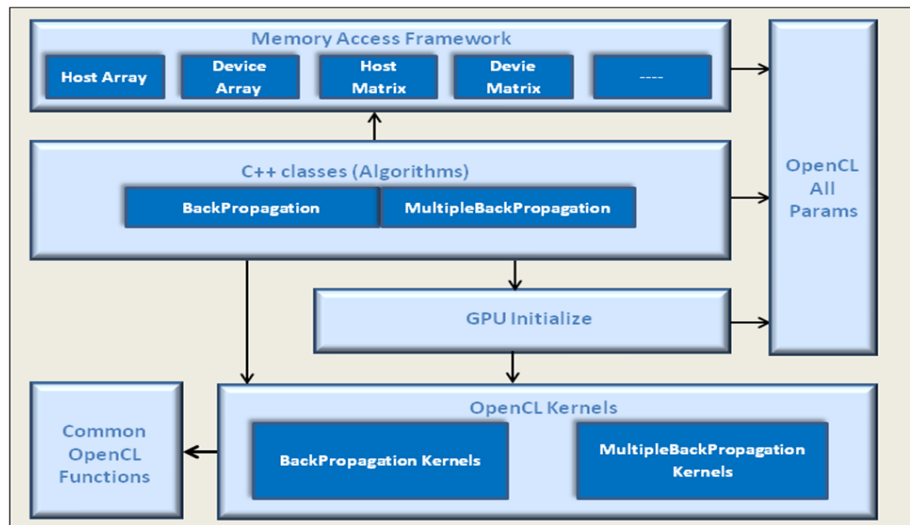 Memory Access Framework
Host Array
Device
Array
Host
Matrix
Devie
Matrix
----
C++ classes (Algorithms)
BackPropagation
MultipleBackPropagation
OpenCL
All
Params
GPU Initialize
Common
OpenCL
Functions
OpenCL Kernels
BackPropagation Kernels
MultipleBackPropagation
Kernels